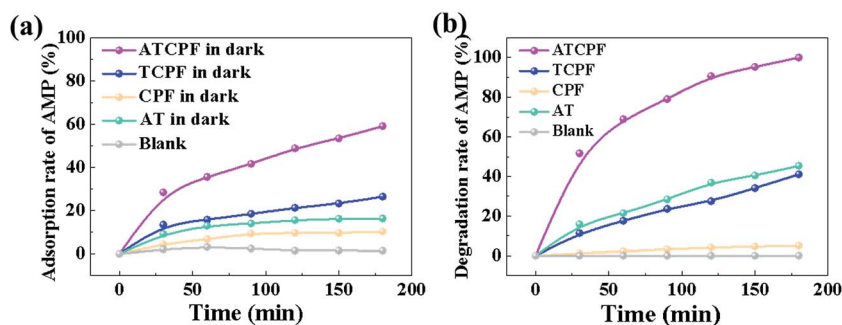 (a)
Adsorption rate of AMP (%)
100
80
60
40
20
0
ATCPF in dark
TCPF in dark
CPF in dark
AT in dark
Blank
0 50 100 150 200
Time (min)
(b)
Degradation rate of AMP (%)
100
80
60
40
20
0
ATCPF
TCPF
CPF
AT
Blank
0 50 100 150 200
Time (min)